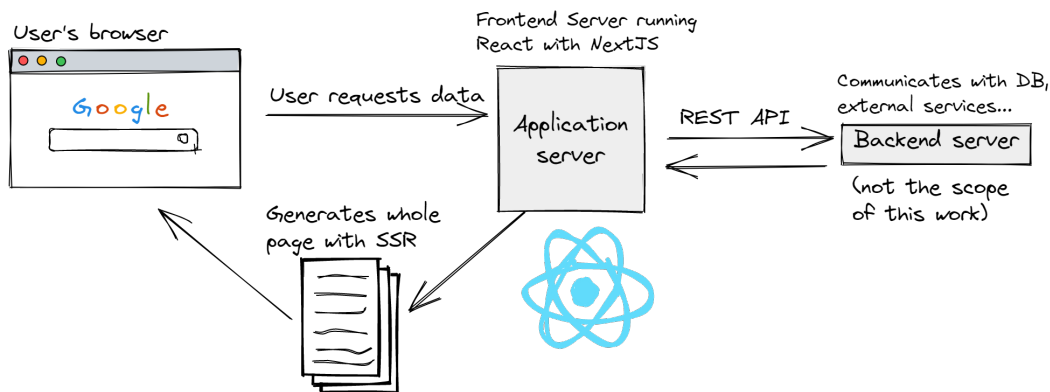 User's browser
Google
User requests data
Frontend Server running
React with NextJS
Application
server
REST API
Communicates with DB,
external services...
Backend server
(not the scope
of this work)
Generates whole
page with SSR